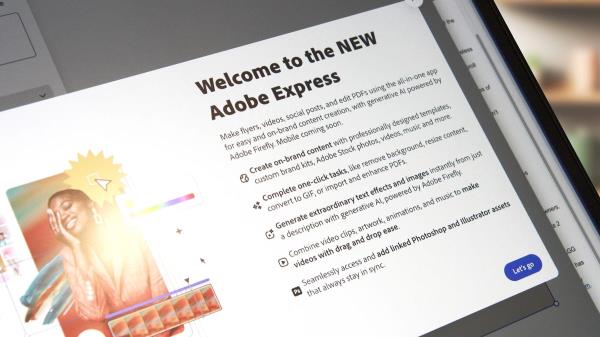 Welcome to the NEW
Adobe Express
Make flyers, videos, social posts, and edit PDFs using the all-in-one app
for easy and on-brand content creation, with generative AI powered by
Adobe Firefly. Mobile coming soon.
Create on-brand content with professionally designed templates,
custom brand kits, Adobe Stock photos, videos, music and more.
Complete one-click tasks, like remove background, resize content,
convert to GIF, or import and enhance PDFs.
Generate extraordinary text effects and images instantly from just
a description with generative AI, powered by Adobe Firefly.
Combine video clips, artwork, animations, and music to make
videos with drag and drop ease.
Ps
Seamlessly access and add linked Photoshop and Illustrator assets
that always stay in sync.
Let's go